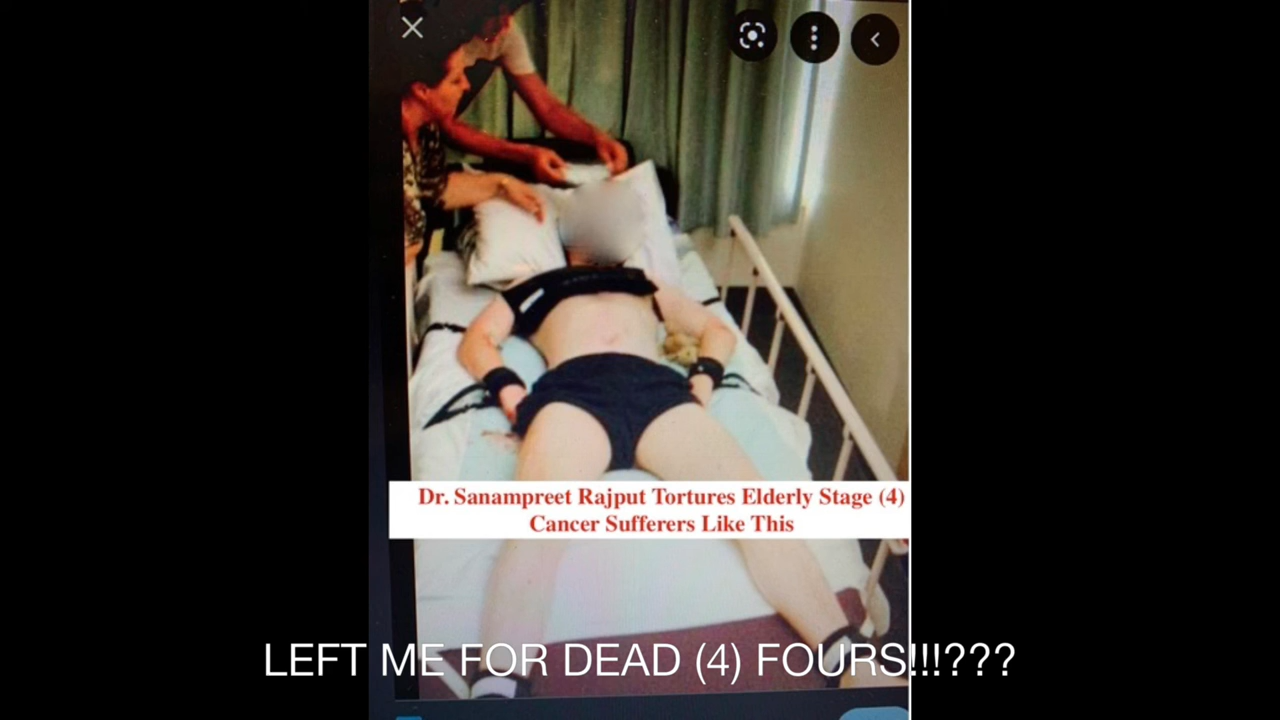 Dr. Sanampreet Rajput Tortures Elderly Stage (4)
Cancer Sufferers Like This
LEFT ME FOR DEAD (4) FOURS!!!???